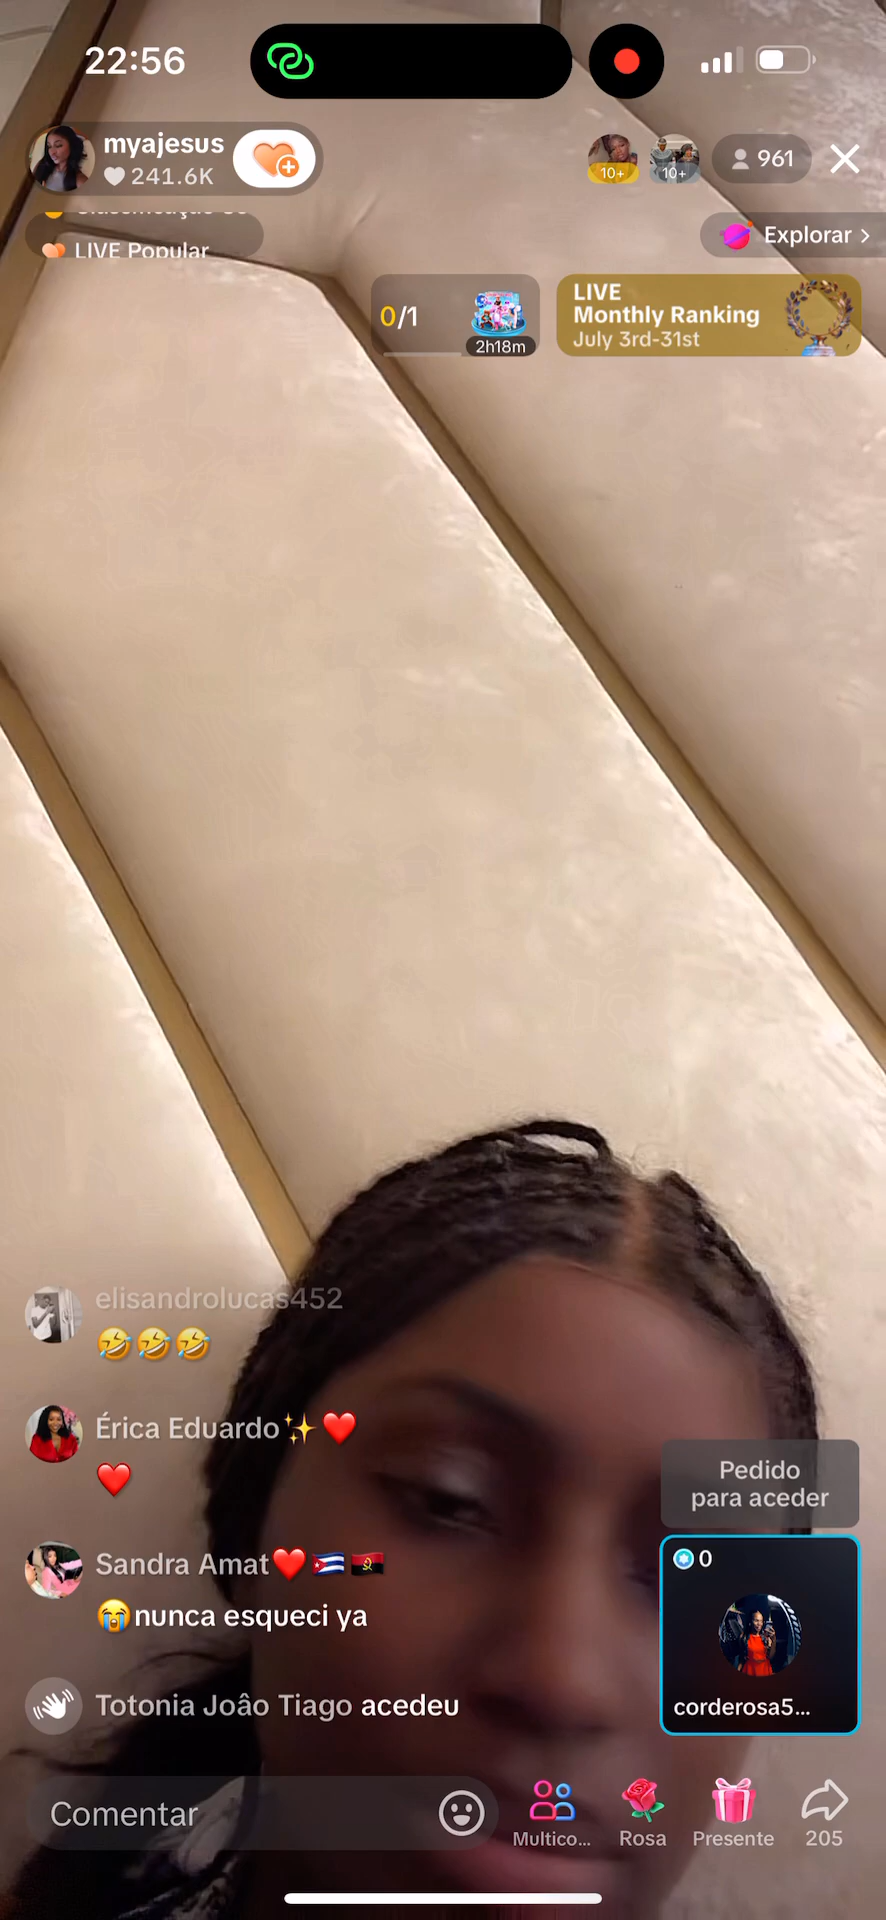 22:56
myajesus
241.6K
10+
10+
961
LIVE Popular
Explorar >
0/1
2h18m
LIVE
Monthly Ranking
July 3rd-31st
elisandrolucas452
🤣🤣🤣
Érica Eduardo✨❤️
❤️
Sandra Amat❤️🇨🇺🇦🇴
😭nunca esqueci ya
Totonia Joâo Tiago acedeu
Pedido
para aceder
0
corderosa5...
Comentar
Multico...
Rosa
Presente
205